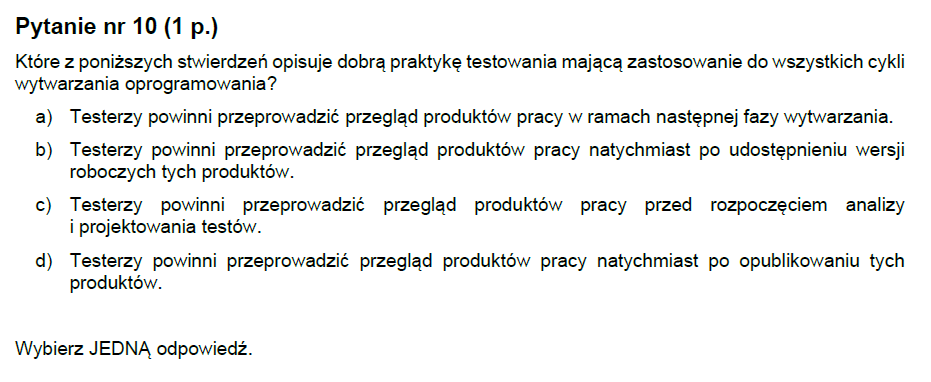 Pytanie nr 10 (1 p.)
Które z poniższych stwierdzeń opisuje dobrą praktykę testowania mającą zastosowanie do wszystkich cykli
wytwarzania oprogramowania?
a) Testerzy powinni przeprowadzić przegląd produktów pracy w ramach następnej fazy wytwarzania.
b) Testerzy powinni przeprowadzić przegląd produktów pracy natychmiast po udostępnieniu wersji
roboczych tych produktów.
c) Testerzy powinni przeprowadzić przegląd produktów pracy przed rozpoczęciem analizy
i projektowania testów.
d) Testerzy powinni przeprowadzić przegląd produktów pracy natychmiast po opublikowaniu tych
produktów.
Wybierz JEDNĄ odpowiedź.